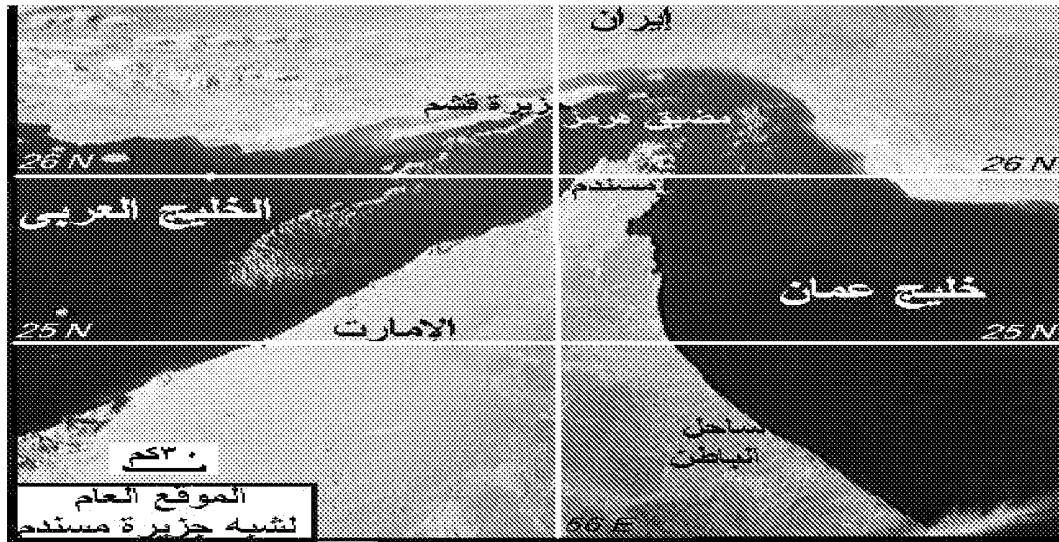 إيران
جزيرة قشم
مضيق هرمز
26 N
26 N
مسندم
الخليج العربى
خليج عمان
25 N
الامارت
25 N
ساحل
الباطن
٣٠كم
الموقع العام
لشبه جزيرة مسندم
56 E